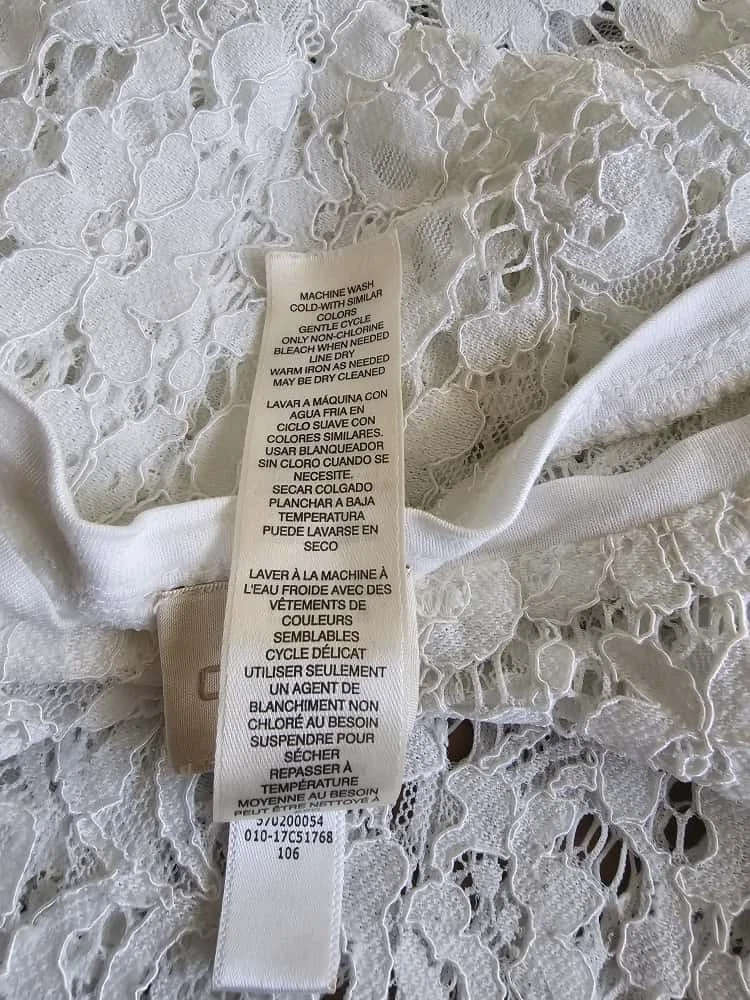 MACHINE WASH
COLD-WITH SIMILAR
COLORS
GENTLE CYCLE
ONLY NON-CHLORINE
BLEACH WHEN NEEDED
LINE DRY
WARM IRON AS NEEDED
MAY BE DRY CLEANED
LAVAR A MÁQUINA CON
AGUA FRIA EN
CICLO SUAVE CON
COLORES SIMILARES.
USAR BLANQUEADOR
SIN CLORO CUANDO SE
NECESITE.
SECAR COLGADO
PLANCHAR A BAJA
TEMPERATURA
PUEDE LAVARSE EN
SECO
LAVER À LA MACHINE À
L'EAU FROIDE AVEC DES
VÊTEMENTS DE
COULEURS
SEMBLABLES
CYCLE DÉLICAT
UTILISER SEULEMENT
UN AGENT DE
BLANCHIMENT NON
CHLORÉ AU BESOIN
SUSPENDRE POUR
SÉCHER
REPASSER À
TEMPÉRATURE
MOYENNE AU BESOIN
PEUT ÊTRE NETTOYÉ À
570200054
010-17C51768
106